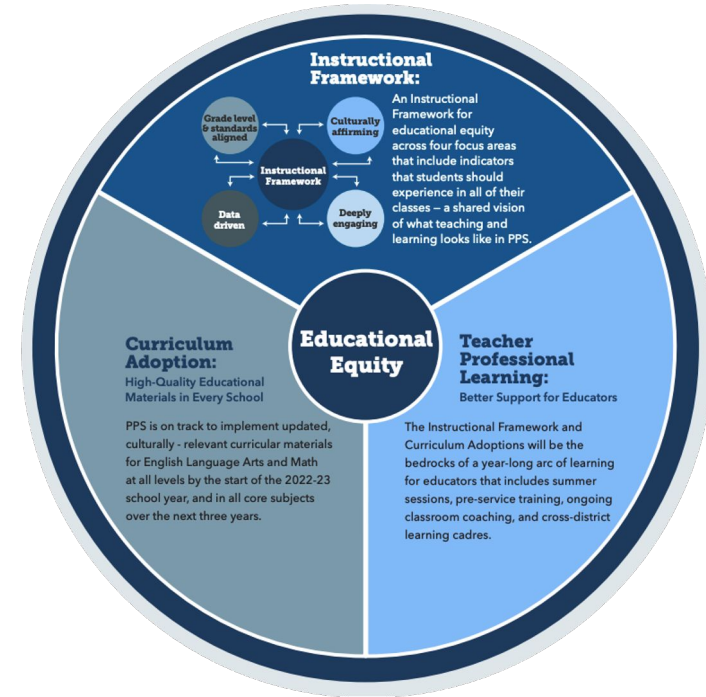 Instructional
Framework:
An Instructional
Framework for
educational equity
across four focus areas
that include indicators
that students should
experience in all of their
classes – a shared vision
of what teaching and
learning looks like in PPS.
Grade level
& standards
aligned
Culturally
affirming
Instructional
Framework
Data
driven
Deeply
engaging
Educational
Equity
Curriculum
Adoption:
High-Quality Educational
Materials in Every School
PPS is on track to implement updated,
culturally - relevant curricular materials
for English Language Arts and Math
at all levels by the start of the 2022-23
school year, and in all core subjects
over the next three years.
Teacher
Professional
Learning:
Better Support for Educators
The Instructional Framework and
Curriculum Adoptions will be the
bedrocks of a year-long arc of learning
for educators that includes summer
sessions, pre-service training, ongoing
classroom coaching, and cross-district
learning cadres.